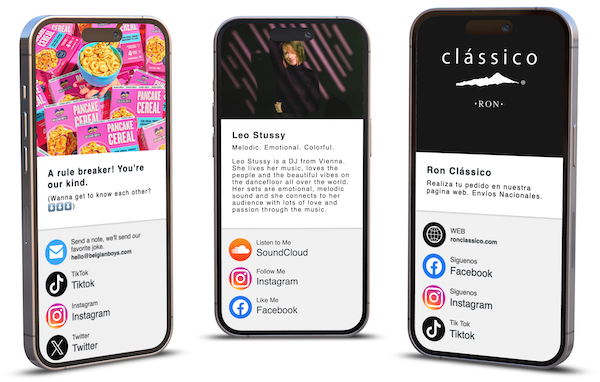 PANCAKE
CEREAL
PANCAKE
CEREAL
PANCAKE
CEREAL
A rule breaker! You're
our kind.
(Wanna get to know each other?
⬇⬇⬇)
Send a note, we'll send our
favorite joke.
hello@belgianboys.com
TikTok
Tiktok
Instagram
Instagram
Twitter
Twitter
Leo Stussy
Melodic. Emotional. Colorful.
Leo Stussy is a DJ from Vienna.
She lives her music, loves the
people and the beautiful vibes on
the dancefloor all over the world.
Her sets are emotional, melodic
sound and she connects to her
audience with lots of love and
passion through the music.
Listen to Me
SoundCloud
Follow Me
Instagram
Like Me
Facebook
clássico
®
·RON·
Ron Clássico
Realiza tu pedido en nuestra
pagina web. Envíos Nacionales.
WEB
ronclassico.com
Siguenos
Facebook
Siguenos
Instagram
Tik Tok
Tiktok